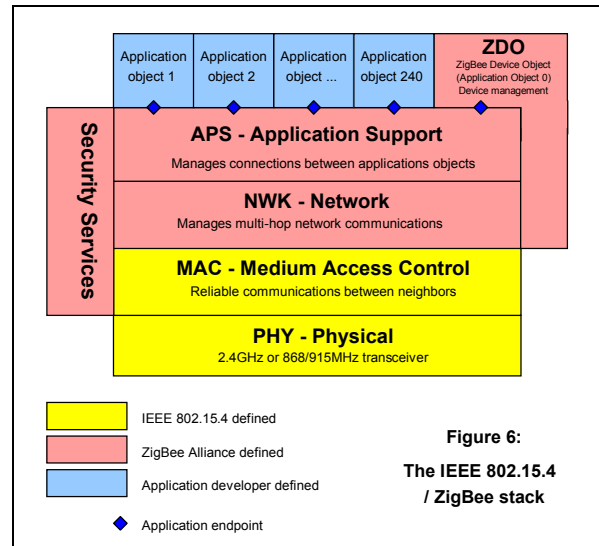 Application
object 1
Application
object 2
Application
object ...
Application
object 240
ZDO
ZigBee Device Object
(Application Object 0)
Device management
Security Services
APS - Application Support
Manages connections between applications objects
NWK - Network
Manages multi-hop network communications
MAC - Medium Access Control
Reliable communications between neighbors
PHY - Physical
2.4GHz or 868/915MHz transceiver
IEEE 802.15.4 defined
ZigBee Alliance defined
Application developer defined
Application endpoint
Figure 6:
The IEEE 802.15.4
/ ZigBee stack